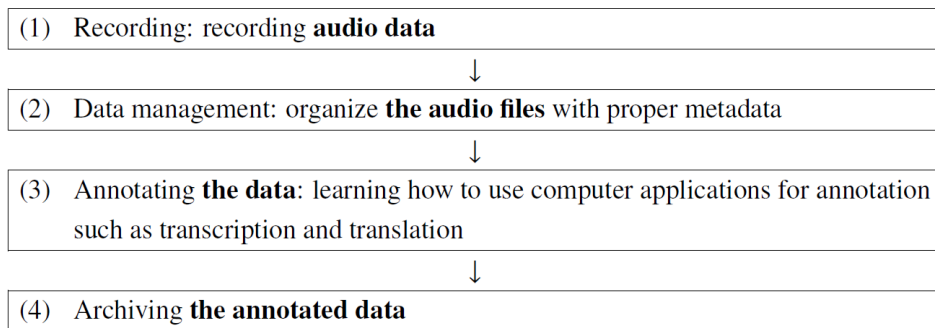 (1) Recording: recording audio data
↓
(2) Data management: organize the audio files with proper metadata
↓
(3) Annotating the data: learning how to use computer applications for annotation
such as transcription and translation
↓
(4) Archiving the annotated data